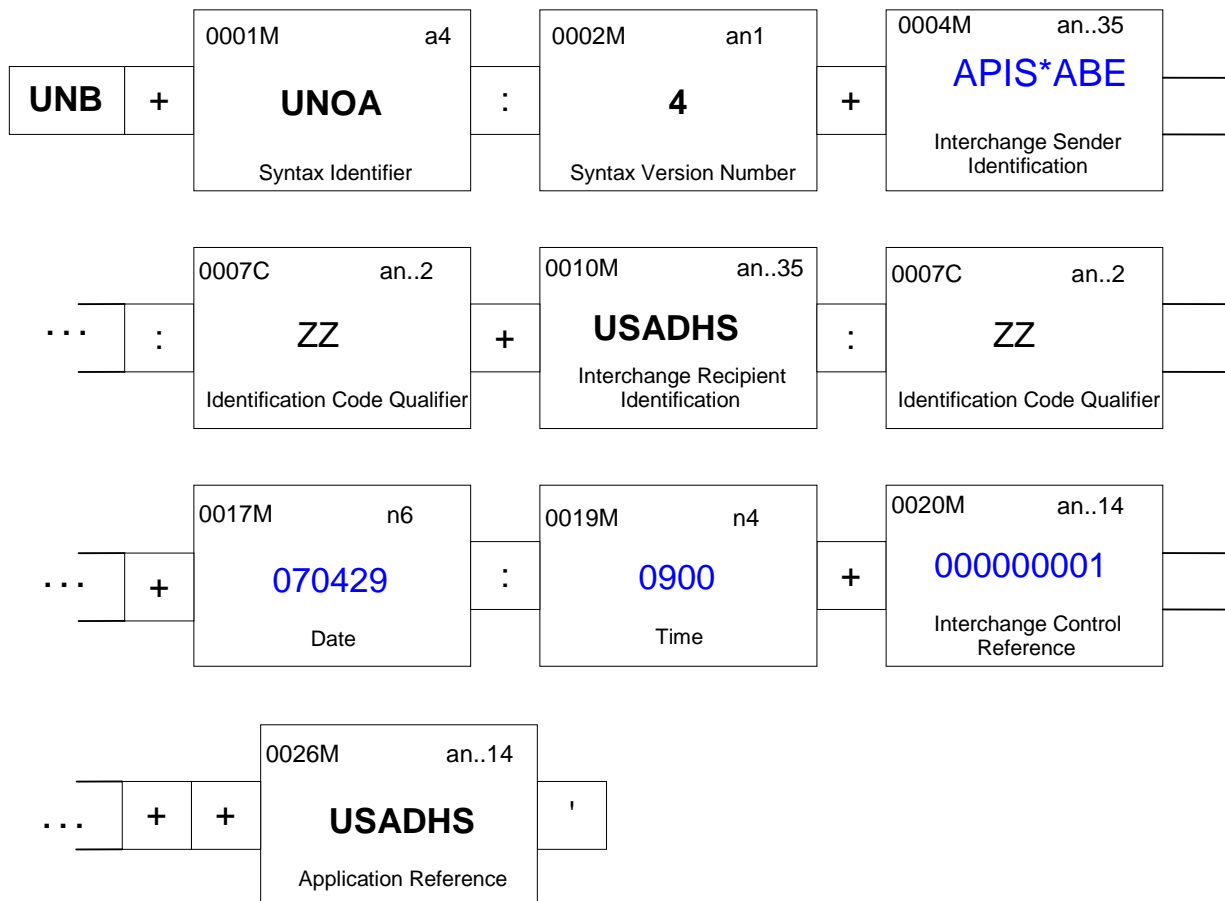 0001M a4 0002M an1 0004M an..35
UNB + UNOA : 4 + APIS*ABE
Syntax Identifier Syntax Version Number Interchange Sender
Identification
0007C an..2 0010M an..35 0007C an..2
... : ZZ + USADHS : ZZ
Identification Code Qualifier Interchange Recipient
Identification Identification Code Qualifier
0017M n6 0019M n4 0020M an..14
... + 070429 : 0900 + 000000001
Date Time Interchange Control
Reference
0026M an..14
... + + USADHS '
Application Reference